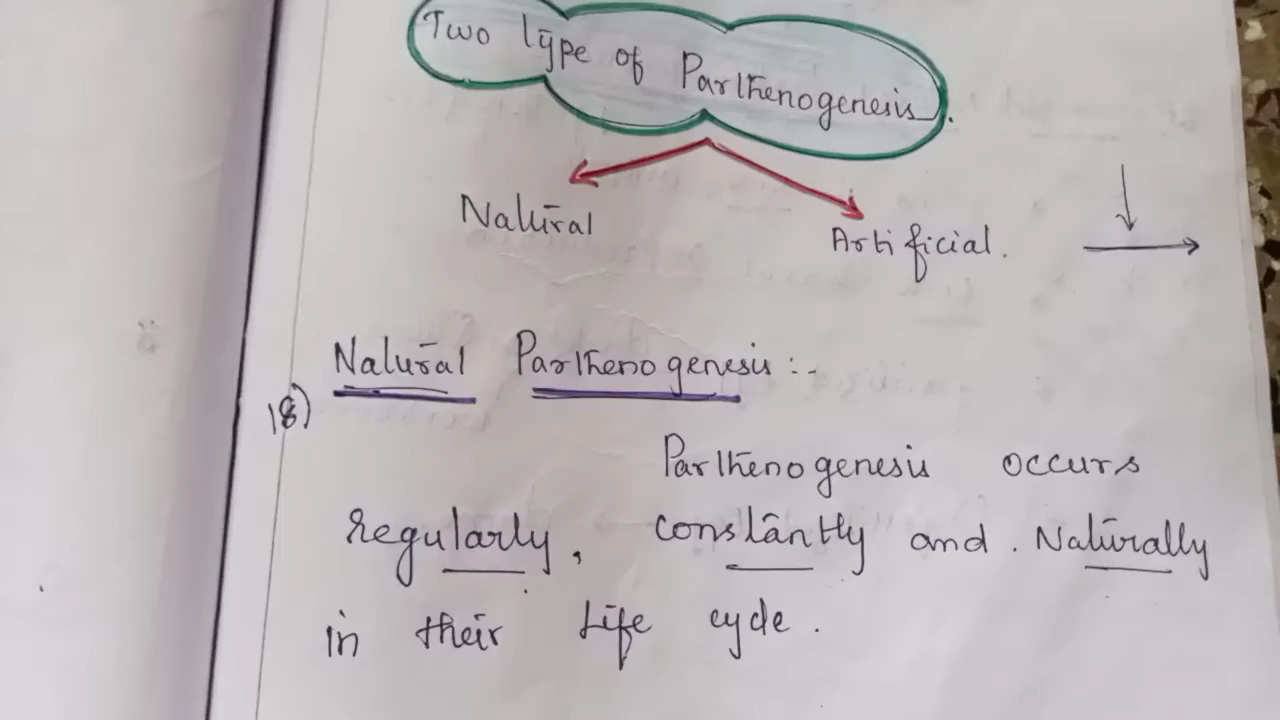 Two type of Parthenogenesis.
Natural
Artificial.
Natural Parthenogenesis :-
18)
Parthenogenesis occurs
regularly, constantly and . Naturally
in their life cycle.